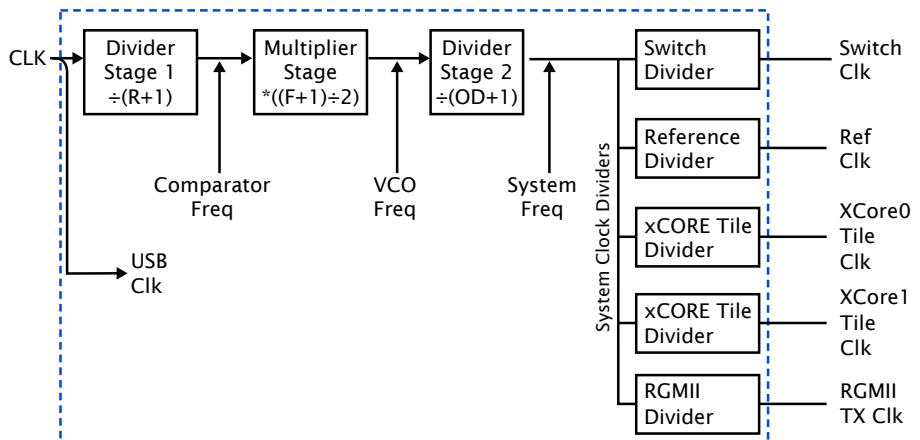 CLK
Divider
Stage 1
÷(R+1)
Multiplier
Stage
*((F+1)÷2)
Divider
Stage 2
÷(OD+1)
Switch
Divider
Switch
Clk
Comparator
Freq
VCO
Freq
System
Freq
System Clock Dividers
Reference
Divider
Ref
Clk
USB
Clk
xCORE Tile
Divider
XCore0
Tile
Clk
xCORE Tile
Divider
XCore1
Tile
Clk
RGMII
Divider
RGMII
TX Clk